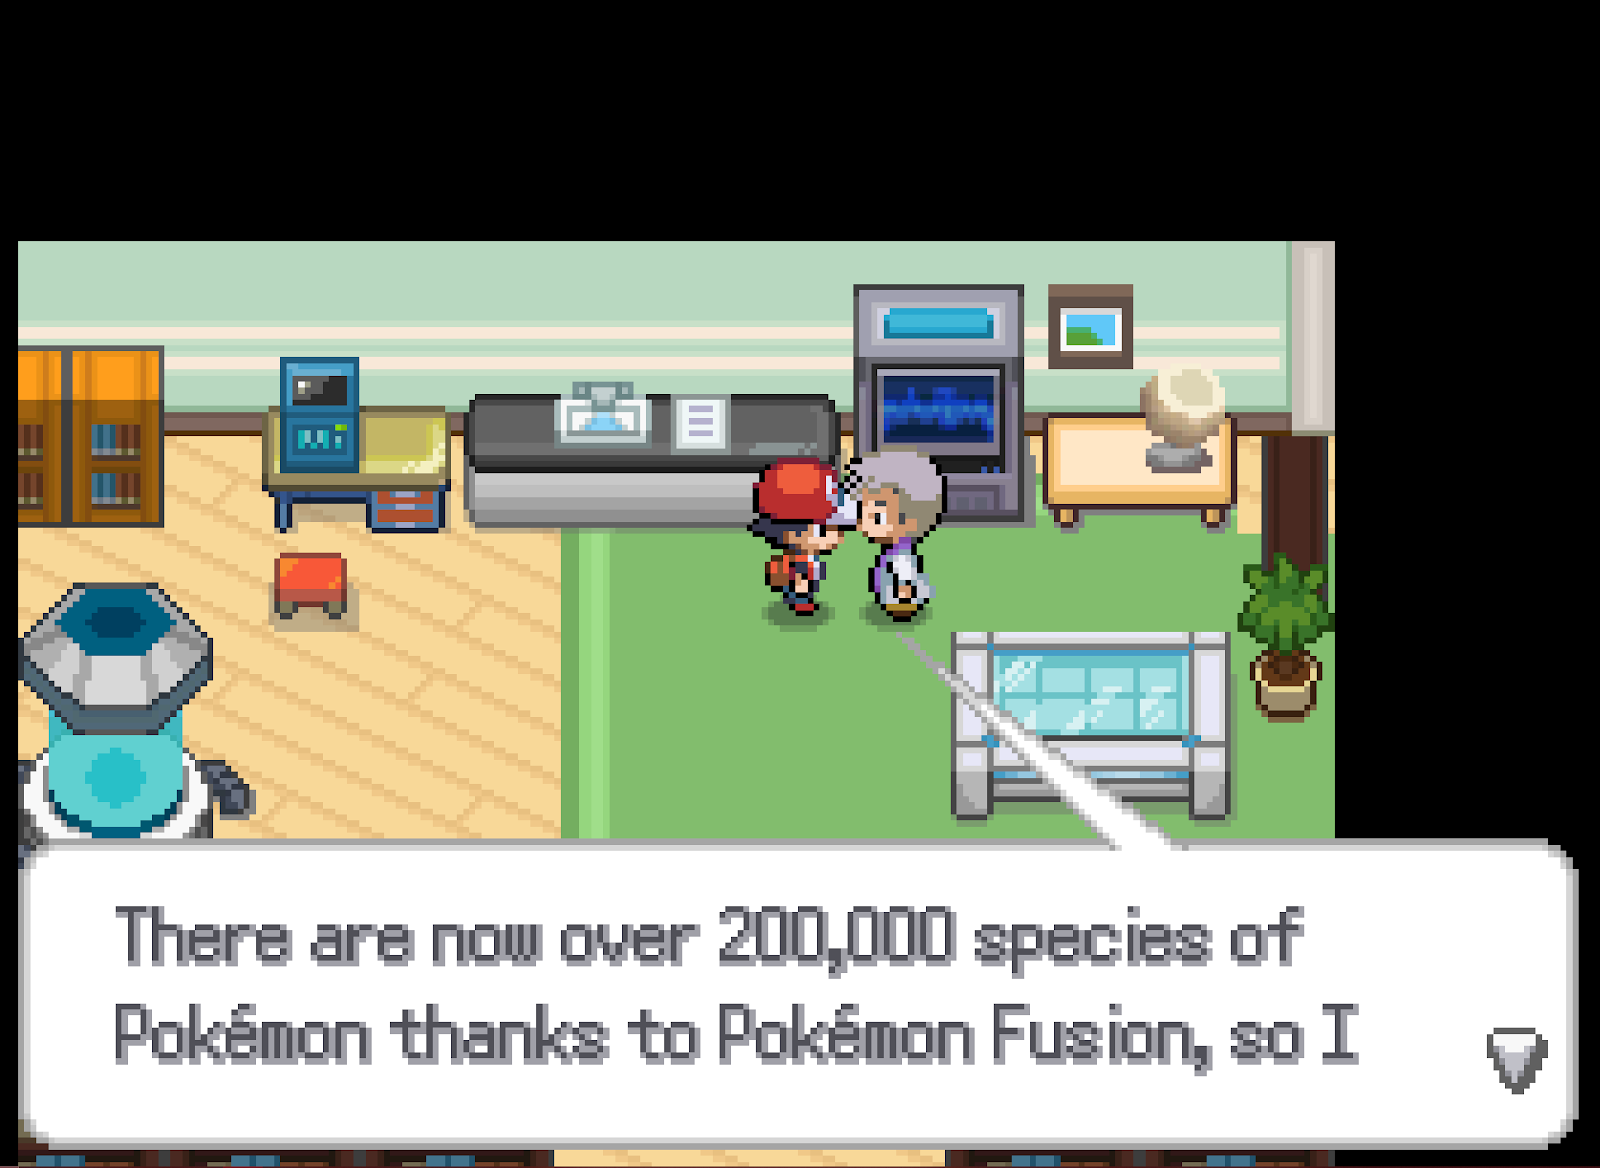 There are now over 200,000 species of
Pokémon thanks to Pokémon Fusion, so I